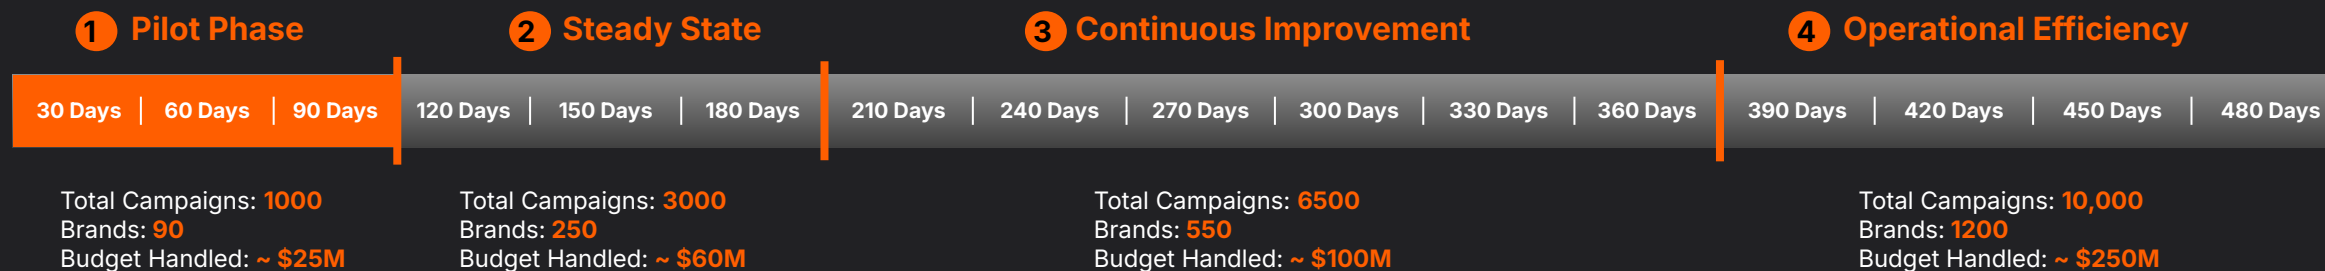 1 Pilot Phase
2 Steady State
3 Continuous Improvement
4 Operational Efficiency
30 Days | 60 Days | 90 Days
120 Days | 150 Days | 180 Days
210 Days | 240 Days | 270 Days | 300 Days | 330 Days | 360 Days
390 Days | 420 Days | 450 Days | 480 Days
Total Campaigns: 1000
Brands: 90
Budget Handled: ~ $25M
Total Campaigns: 3000
Brands: 250
Budget Handled: ~ $60M
Total Campaigns: 6500
Brands: 550
Budget Handled: ~ $100M
Total Campaigns: 10,000
Brands: 1200
Budget Handled: ~ $250M